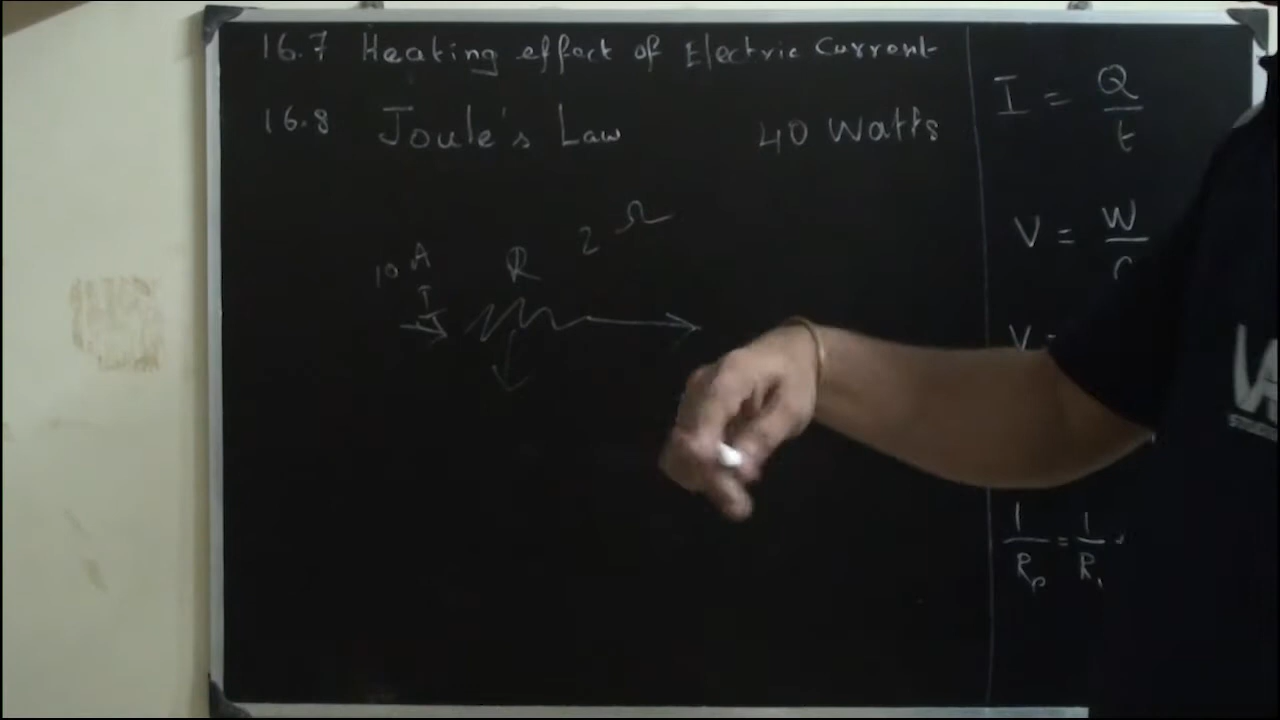 16.7 Heating effect of Electric Current
16.8 Joule's Law 40 Watts
2 Ω
10 A
R
I
I = Q/t
V = W/
V =
1/Rp = 1/R1 +